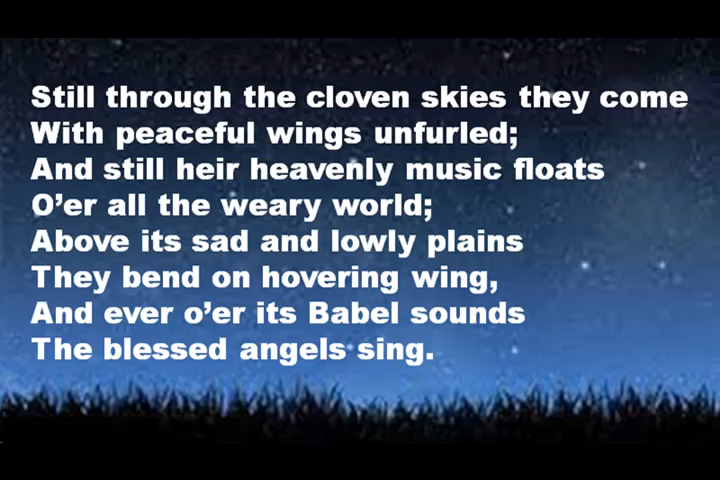 Still through the cloven skies they come
With peaceful wings unfurled;
And still heir heavenly music floats
O’er all the weary world;
Above its sad and lowly plains
They bend on hovering wing,
And ever o’er its Babel sounds
The blessed angels sing.